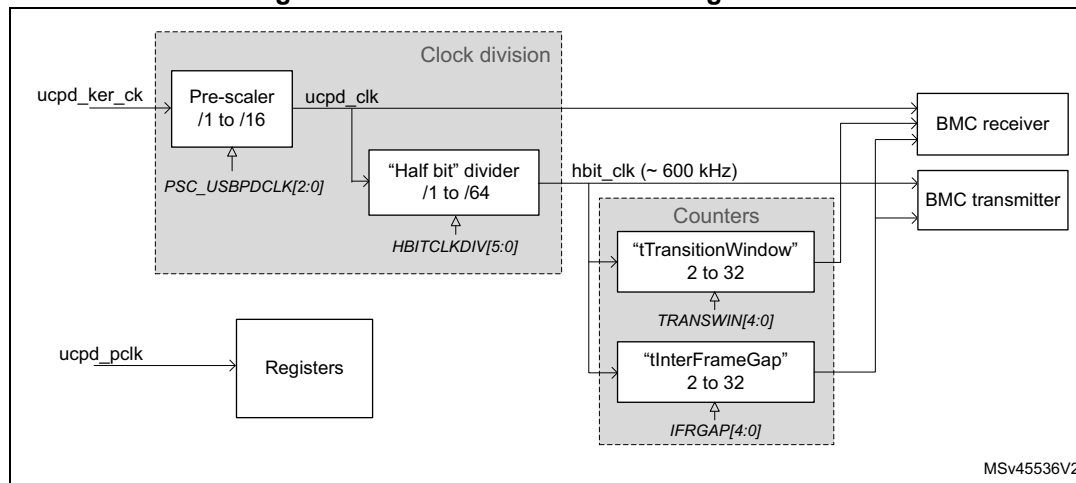 Clock division
ucpd_ker_ck
Pre-scaler
/1 to /16
ucpd_clk
BMC receiver
PSC_USBPDCLK[2:0]
“Half bit” divider
/1 to /64
hbit_clk (~ 600 kHz)
BMC transmitter
HBITCLKDIV[5:0]
Counters
“tTransitionWindow”
2 to 32
TRANSWIN[4:0]
ucpd_pclk
Registers
“tInterFrameGap”
2 to 32
IFRGAP[4:0]
MSv45536V2